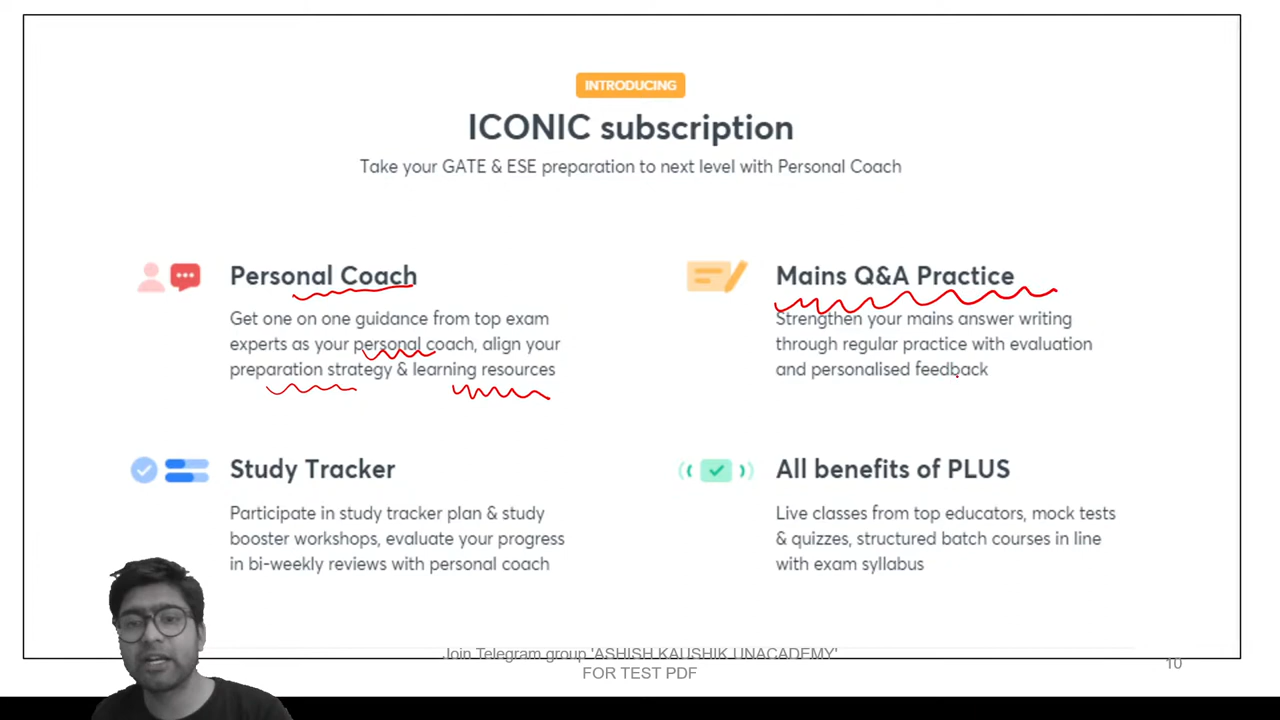 INTRODUCING
ICONIC subscription
Take your GATE & ESE preparation to next level with Personal Coach
Personal Coach
Get one on one guidance from top exam
experts as your personal coach, align your
preparation strategy & learning resources
Mains Q&A Practice
Strengthen your mains answer writing
through regular practice with evaluation
and personalised feedback
Study Tracker
Participate in study tracker plan & study
booster workshops, evaluate your progress
in bi-weekly reviews with personal coach
All benefits of PLUS
Live classes from top educators, mock tests
& quizzes, structured batch courses in line
with exam syllabus
Join Telegram group 'ASHISH KAUSHIK UNACADEMY'
FOR TEST PDF
10